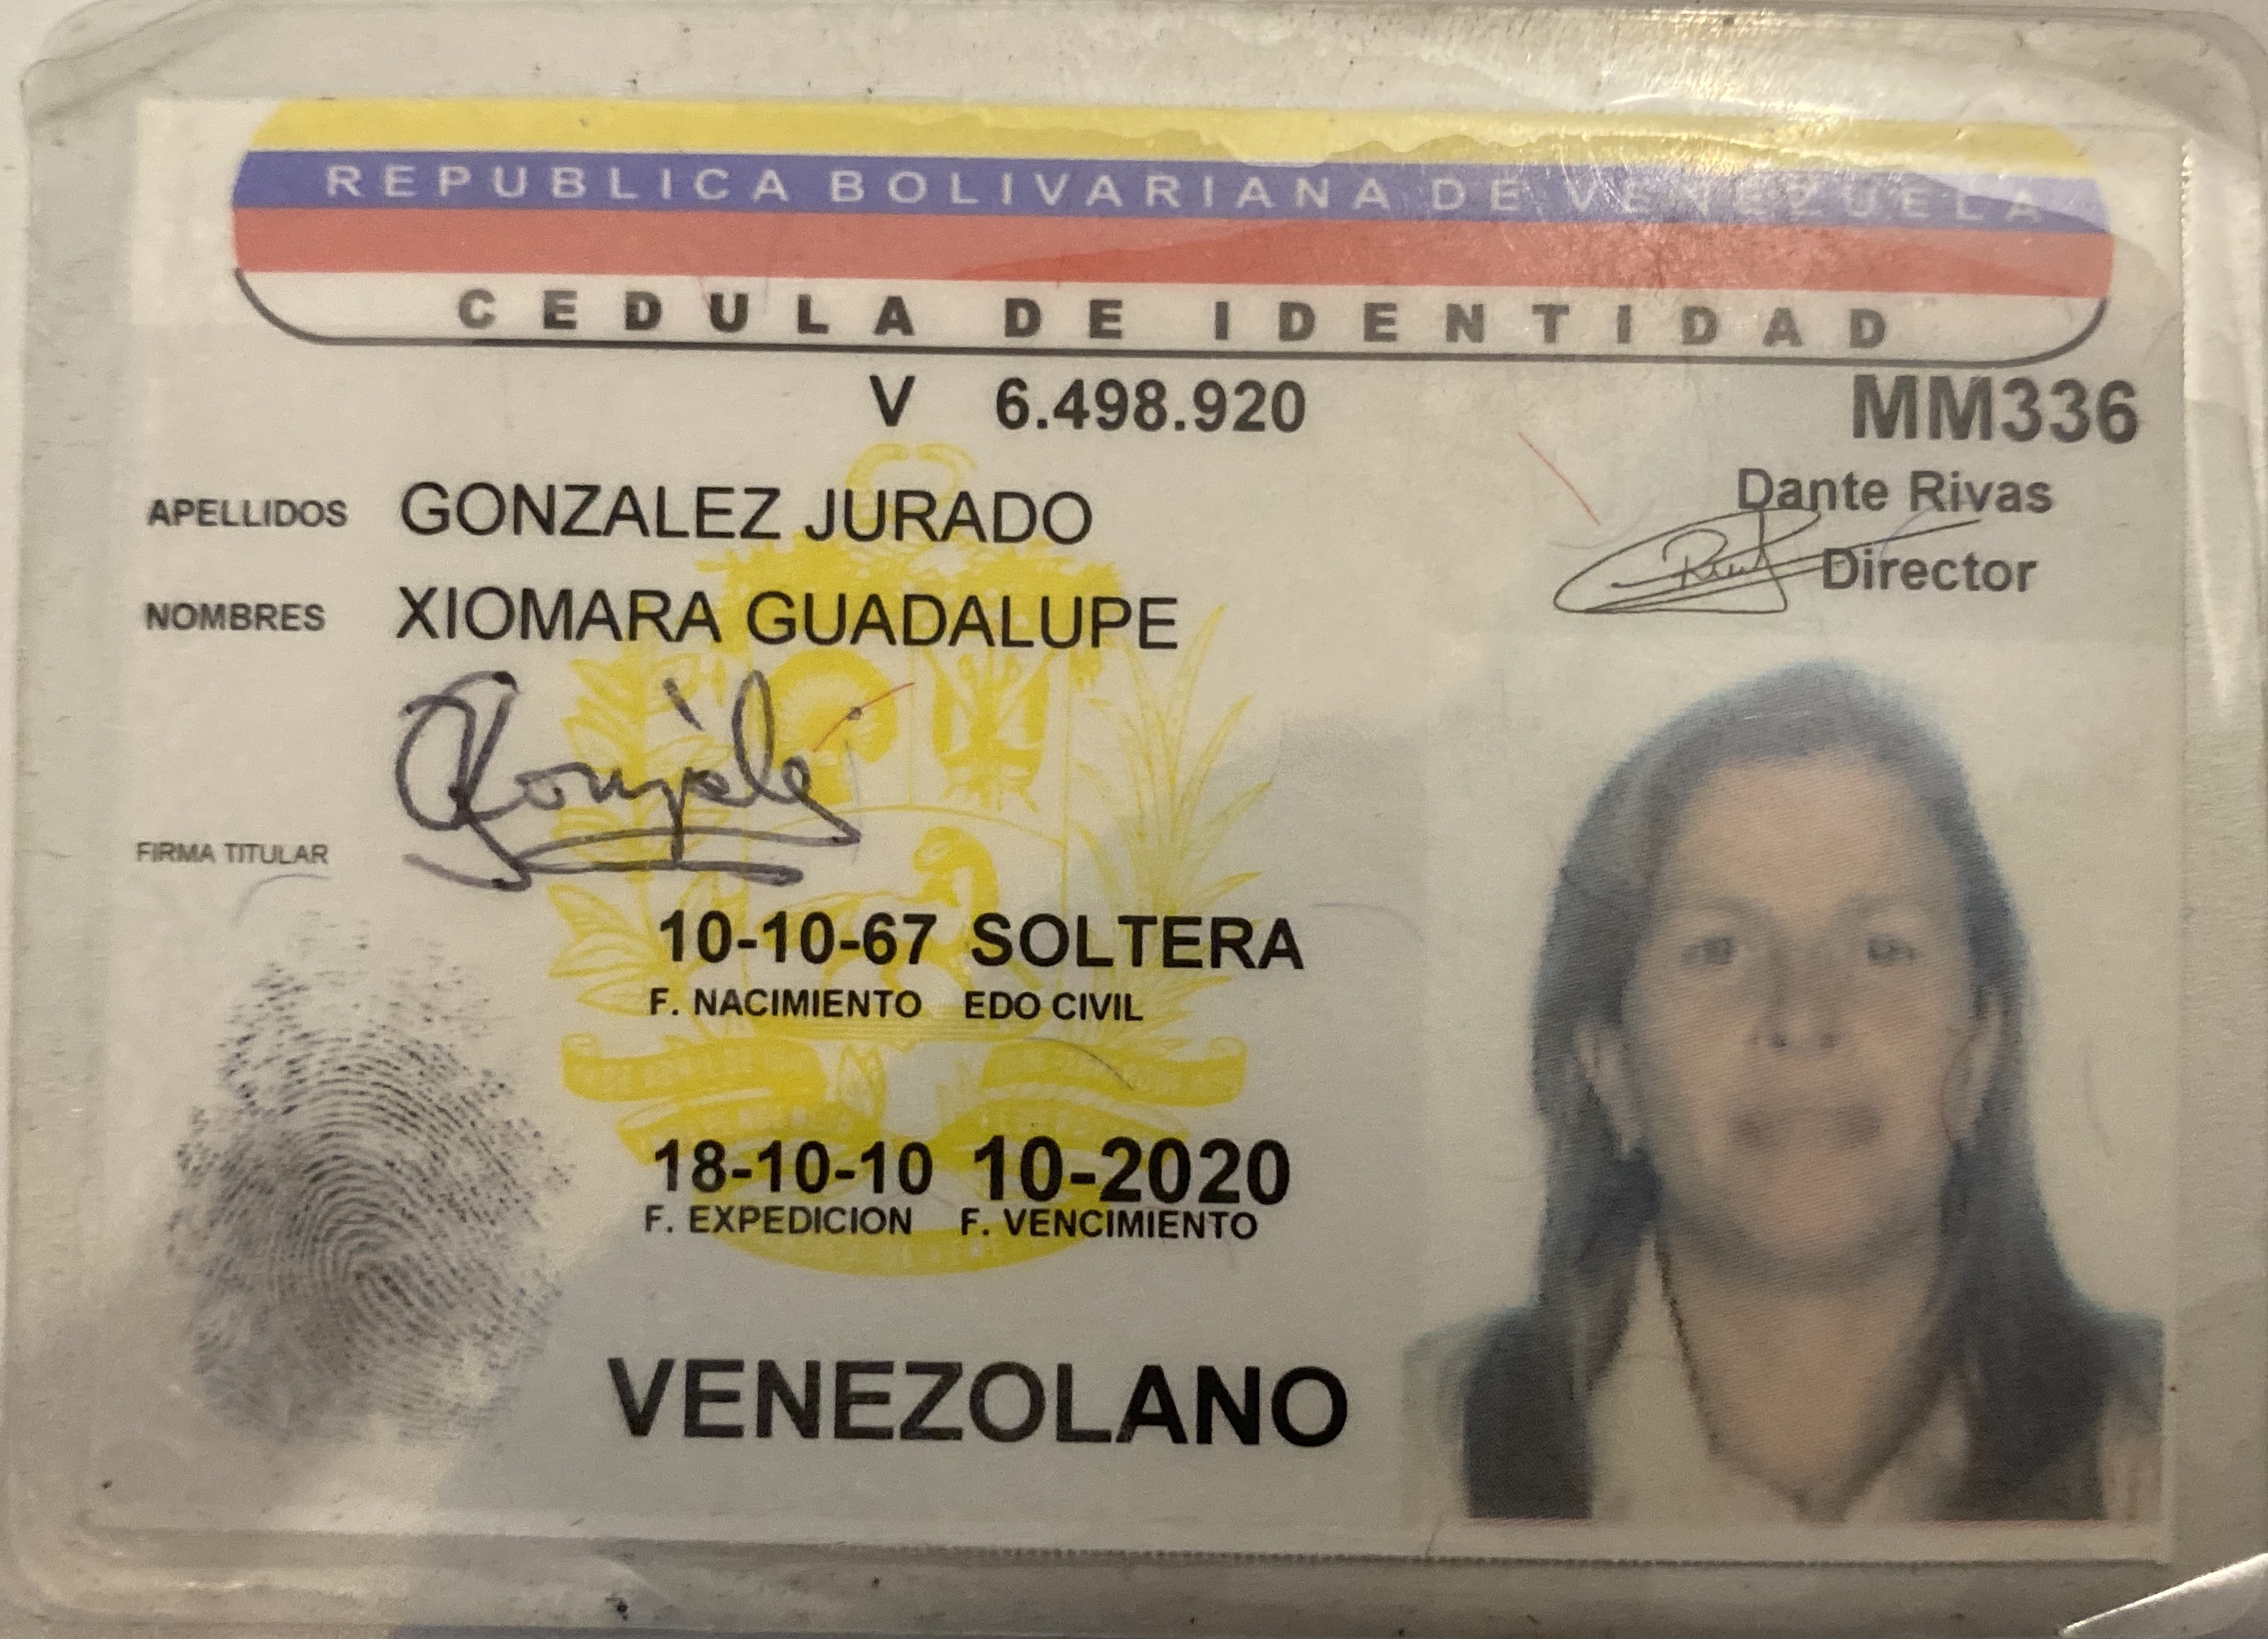 REPUBLICA BOLIVARIANA DE VENEZUELA
CEDULA DE IDENTIDAD
V 6.498.920 MM336
APELLIDOS GONZALEZ JURADO
Dante Rivas
Director
NOMBRES XIOMARA GUADALUPE
FIRMA TITULAR
10-10-67 SOLTERA
F. NACIMIENTO EDO CIVIL
18-10-10 10-2020
F. EXPEDICION F. VENCIMIENTO
VENEZOLANO